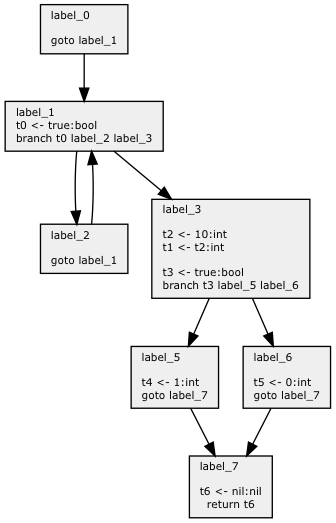 label_0
goto label_1
label_1
t0 <- true:bool
branch t0 label_2 label_3
label_2
goto label_1
label_3
t2 <- 10:int
t1 <- t2:int
t3 <- true:bool
branch t3 label_5 label_6
label_5
t4 <- 1:int
goto label_7
label_6
t5 <- 0:int
goto label_7
label_7
t6 <- nil:nil
return t6